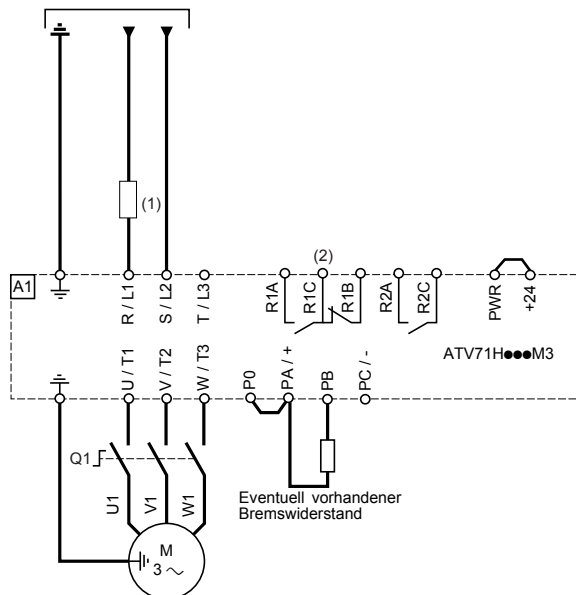 (1)
(2)
A1
R / L1
S / L2
T / L3
R1A
R1C
R1B
R2A
R2C
PWR
+24
ATV71H●●●M3
U / T1
V / T2
W / T3
P0
PA / +
PB
PC / -
Q1
U1
V1
W1
Eventuell vorhandener
Bremswiderstand
M
3 ~